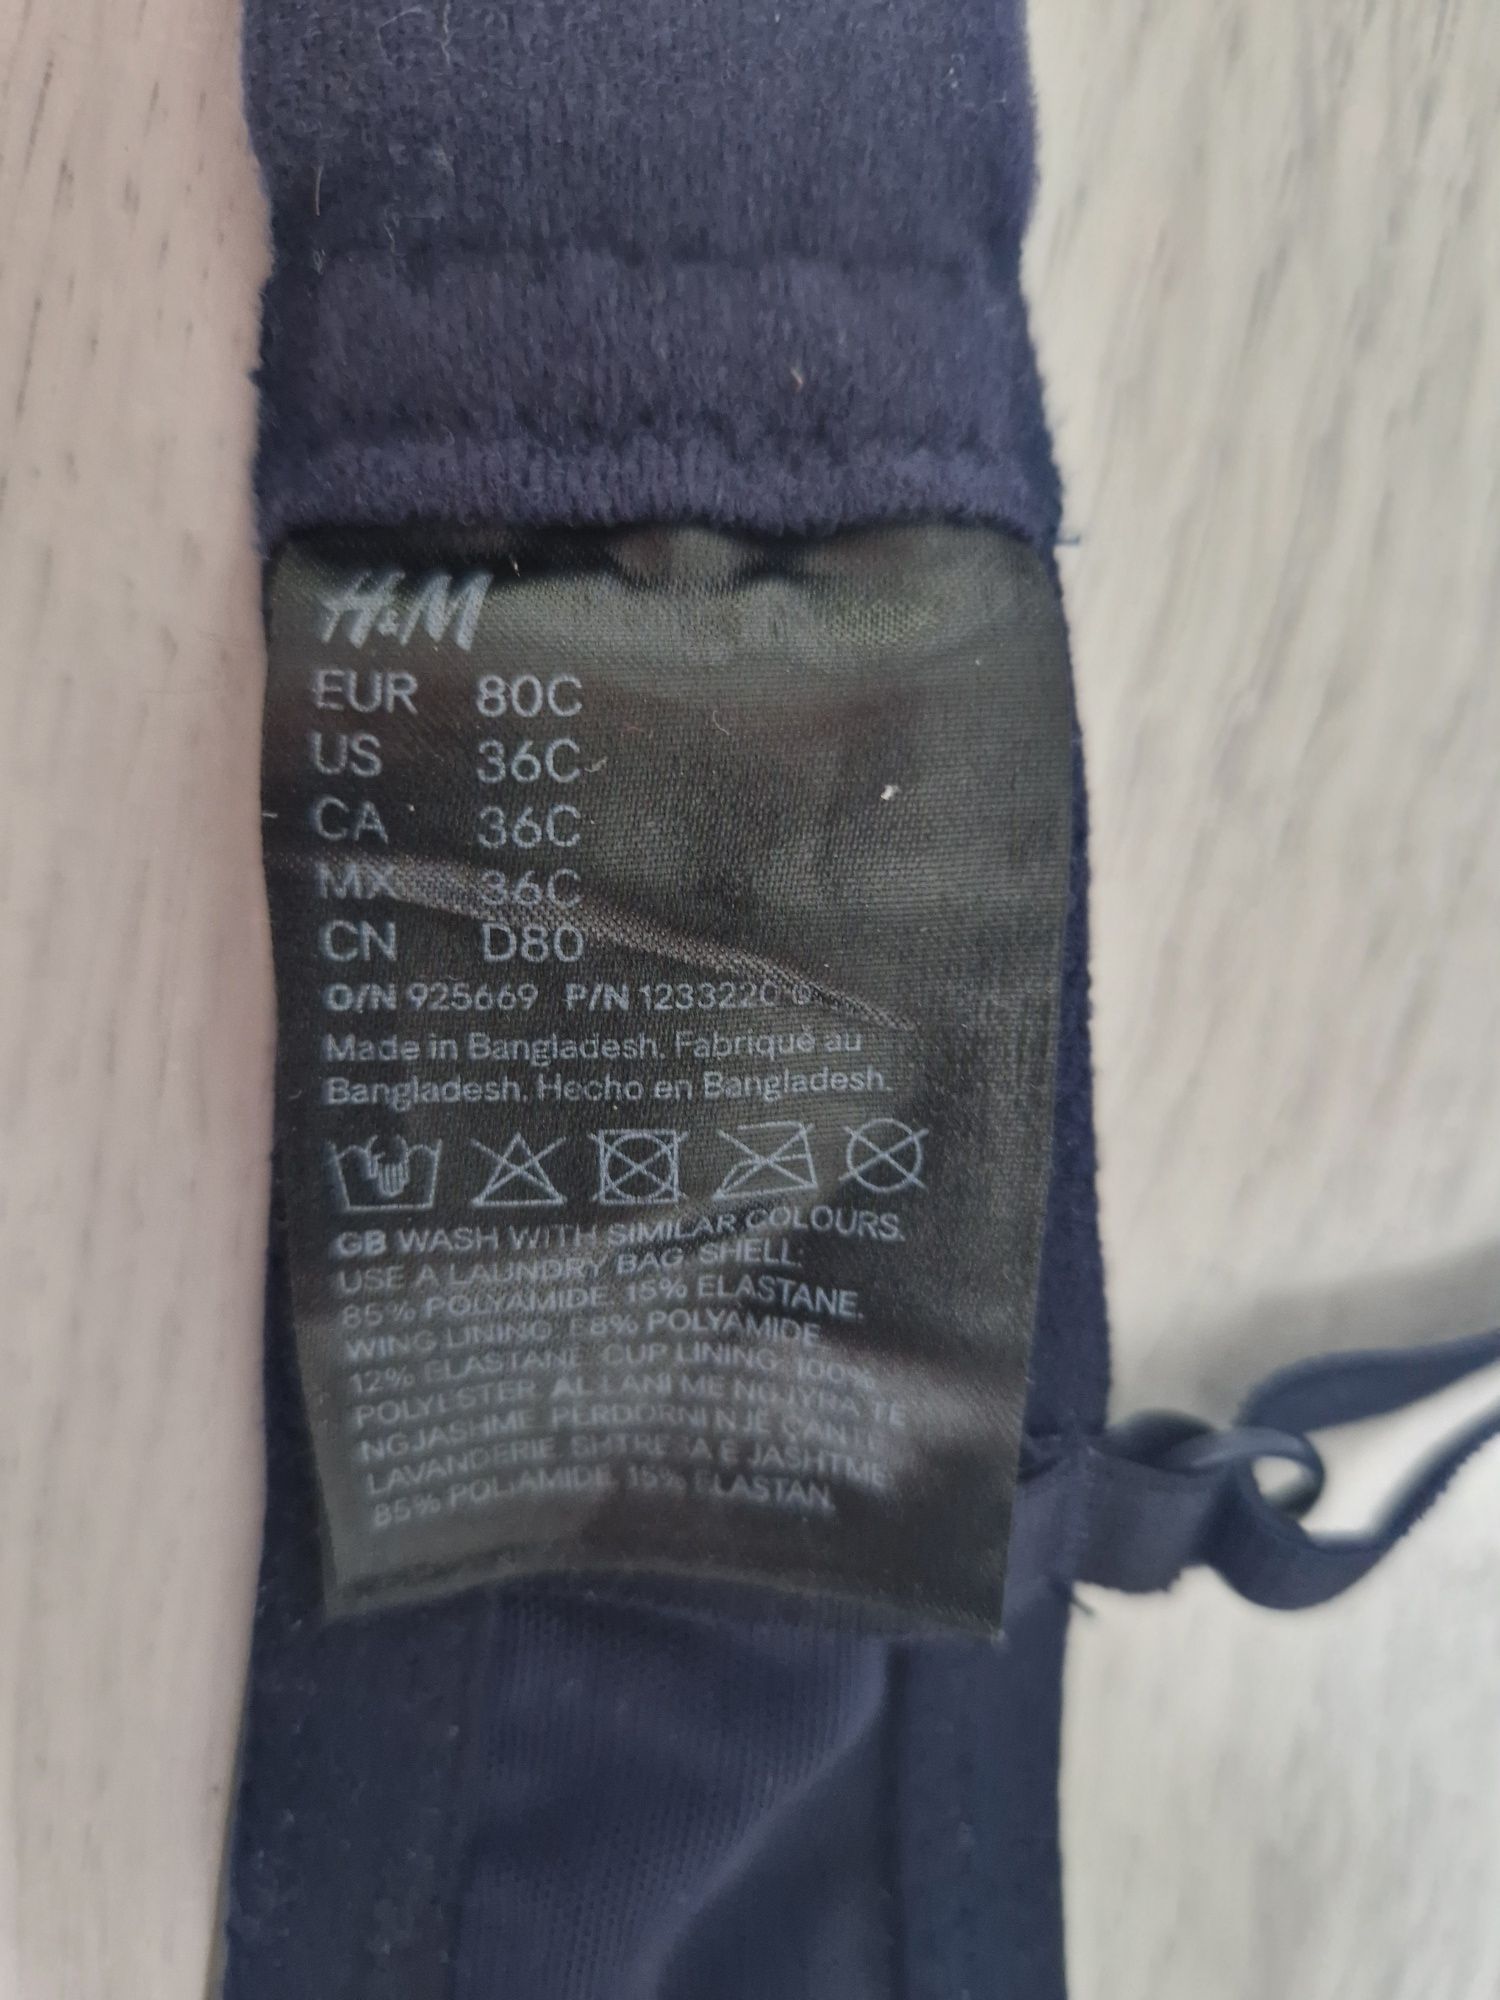 H&M
EUR 80C
US 36C
CA 36C
MX 36C
CN D80
O/N 925669 P/N 1233220
Made in Bangladesh. Fabriqué au
Bangladesh. Hecho en Bangladesh.
GB WASH WITH SIMILAR COLOURS.
USE A LAUNDRY BAG. SHELL:
85% POLYAMIDE 15% ELASTANE.
WING LINING: 88% POLYAMIDE
12% ELASTANE CUP LINING: 100%
POLYESTER AL LANI ME NGJYRA TE
NGJASHME. PERDORNI NJE CANTE
LAVANDERIE. SHTRESA E JASHTME:
85% POLIAMIDE 15% ELASTAN.